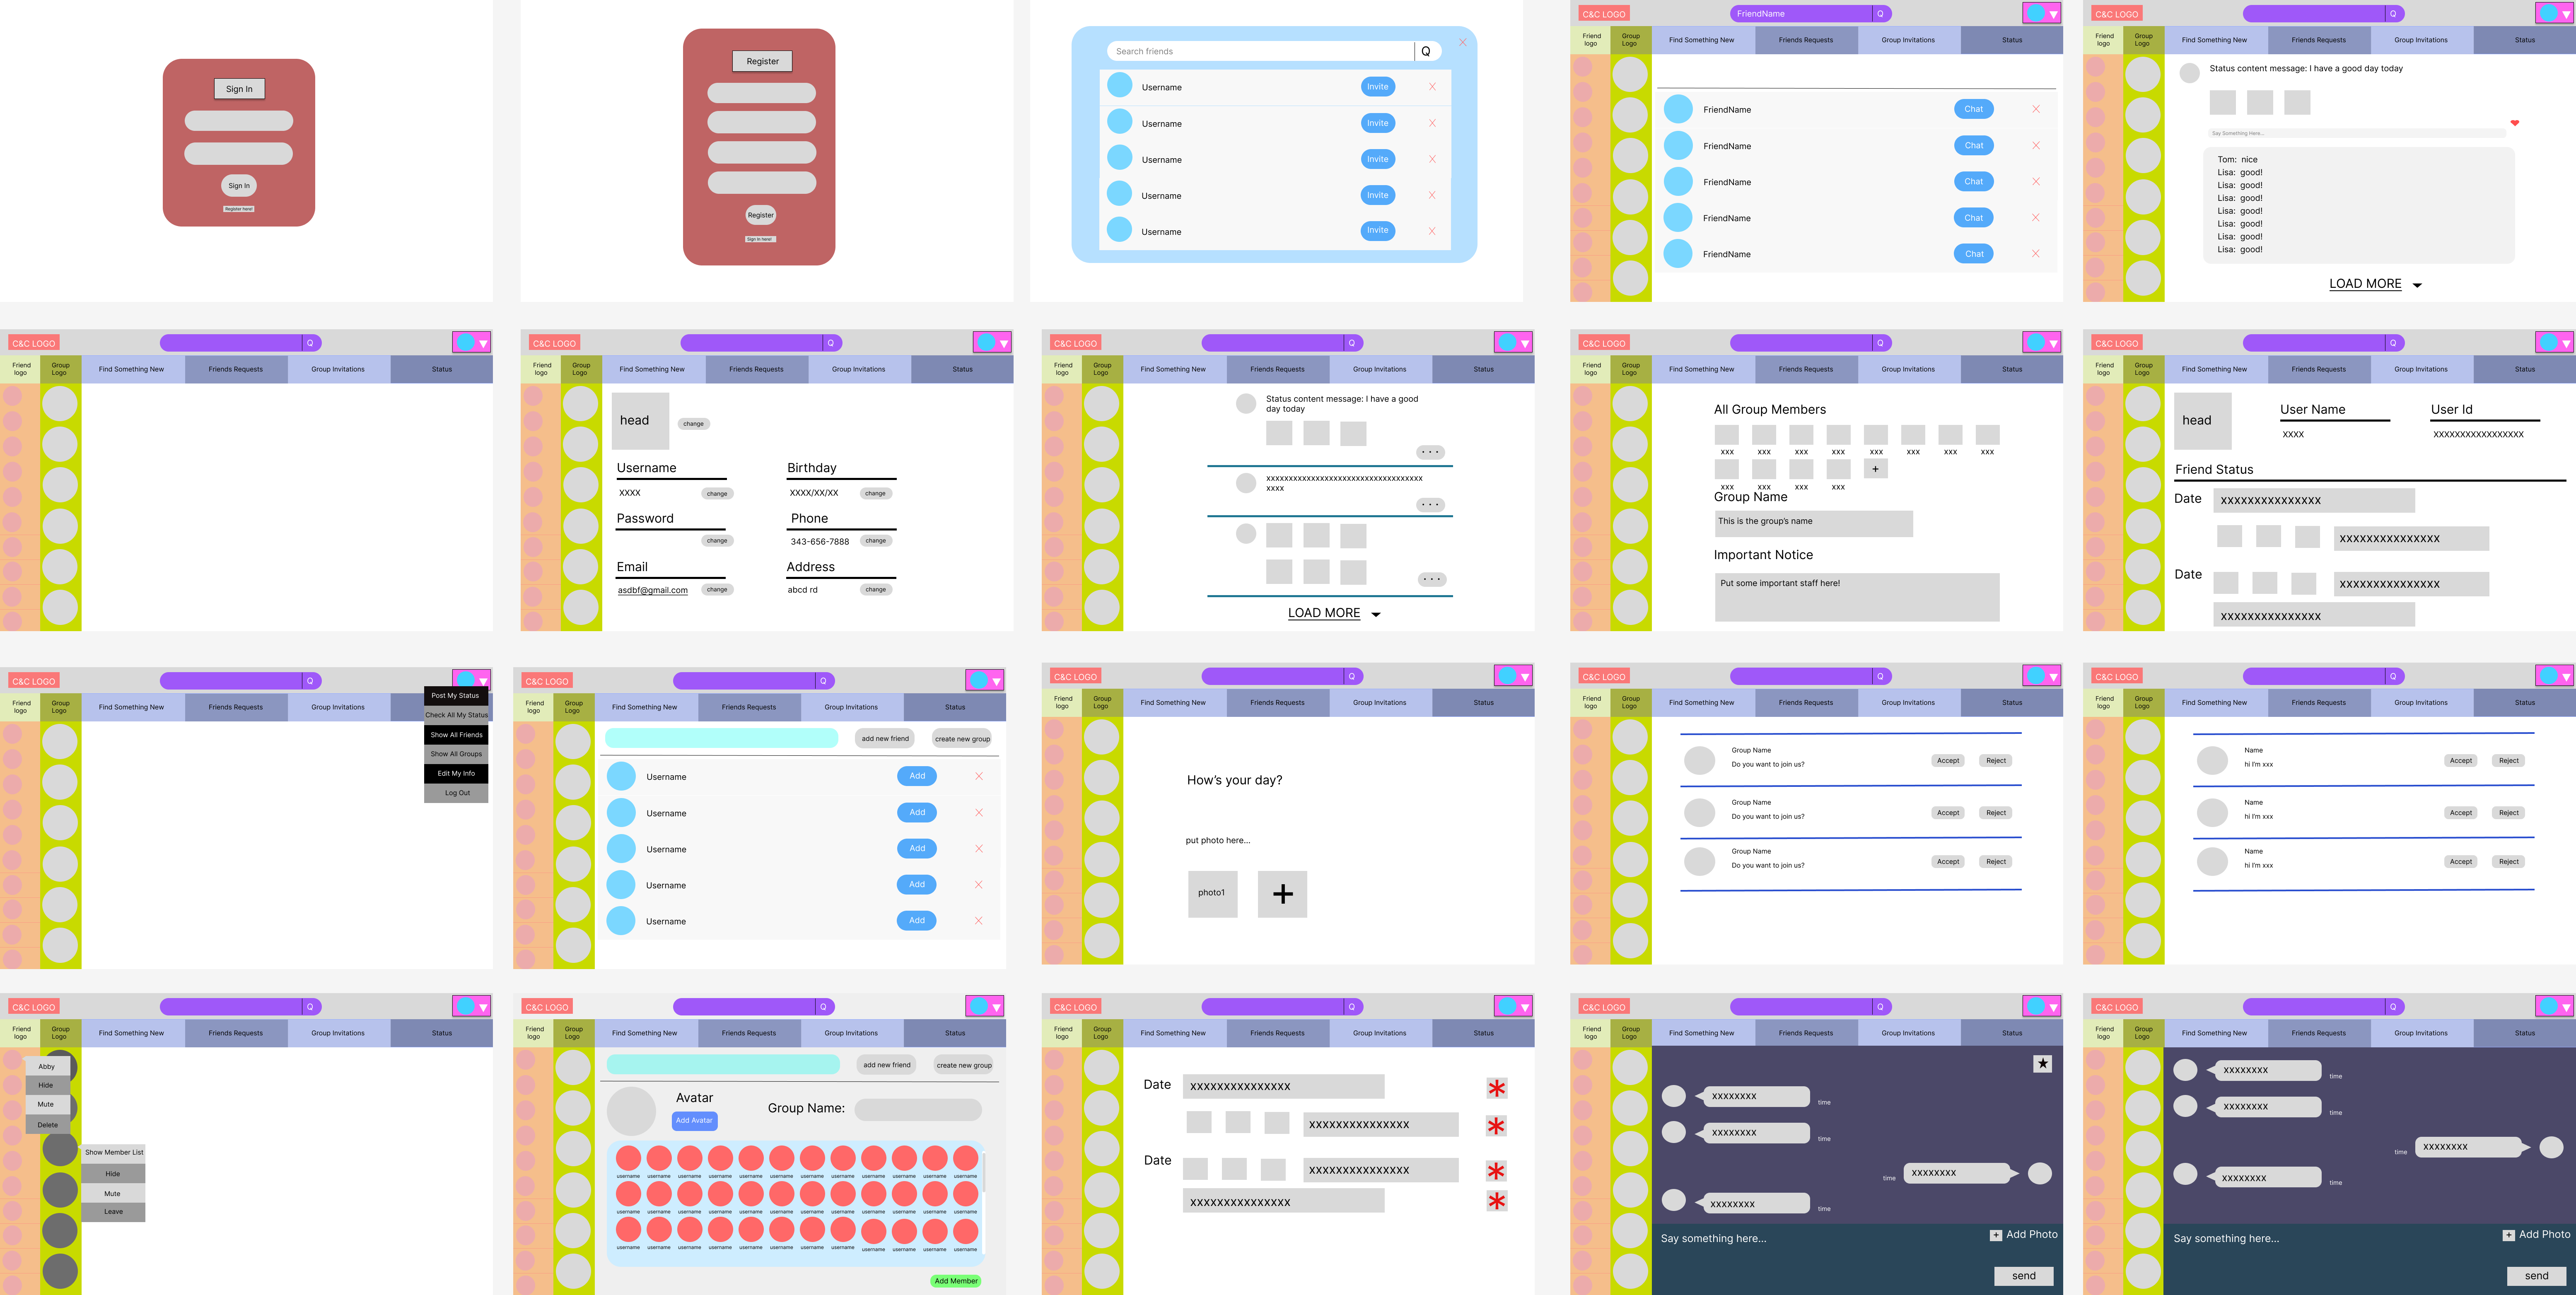 Sign In
Sign In
Register here!
Register
Register
Sign In here!
Search friends
Q
X
Username
Invite
X
Username
Invite
X
Username
Invite
X
Username
Invite
X
Username
Invite
X
C&C LOGO
FriendName
Q
Friend logo
Group Logo
Find Something New
Friends Requests
Group Invitations
Status
FriendName
Chat
X
FriendName
Chat
X
FriendName
Chat
X
FriendName
Chat
X
FriendName
Chat
X
C&C LOGO
Q
Friend logo
Group Logo
Find Something New
Friends Requests
Group Invitations
Status
Status content message: I have a good day today
Say Something Here...
Tom: nice
Lisa: good!
Lisa: good!
Lisa: good!
Lisa: good!
Lisa: good!
Lisa: good!
Lisa: good!
LOAD MORE
C&C LOGO
Q
Friend logo
Group Logo
Find Something New
Friends Requests
Group Invitations
Status
C&C LOGO
Q
Friend logo
Group Logo
Find Something New
Friends Requests
Group Invitations
Status
head
change
Username
Birthday
XXXX
change
XXXX/XX/XX
change
Password
Phone
change
343-656-7888
change
Email
Address
asdbf@gmail.com
change
abcd rd
change
C&C LOGO
Q
Friend logo
Group Logo
Find Something New
Friends Requests
Group Invitations
Status
Status content message: I have a good
day today
...
xxxxxxxxxxxxxxxxxxxxxxxxxxxxxxxxxxx
xxxx
...
...
LOAD MORE
C&C LOGO
Q
Friend logo
Group Logo
Find Something New
Friends Requests
Group Invitations
Status
All Group Members
xxx xxx xxx xxx xxx xxx xxx xxx
+
xxx xxx xxx xxx
Group Name
This is the group's name
Important Notice
Put some important staff here!
C&C LOGO
Q
Friend logo
Group Logo
Find Something New
Friends Requests
Group Invitations
Status
head
User Name
User Id
XXXX
XXXXXXXXXXXXXXXXX
Friend Status
Date
XXXXXXXXXXXXXXX
XXXXXXXXXXXXXXX
Date
XXXXXXXXXXXXXXX
XXXXXXXXXXXXXXX
C&C LOGO
Q
Friend logo
Group Logo
Find Something New
Friends Requests
Group Invitations
Post My Status
Check All My Status
Show All Friends
Show All Groups
Edit My Info
Log Out
C&C LOGO
Q
Friend logo
Group Logo
Find Something New
Friends Requests
Group Invitations
Status
add new friend
create new group
Username
Add
X
Username
Add
X
Username
Add
X
Username
Add
X
Username
Add
X
C&C LOGO
Q
Friend logo
Group Logo
Find Something New
Friends Requests
Group Invitations
Status
How's your day?
put photo here...
photo1
+
C&C LOGO
Q
Friend logo
Group Logo
Find Something New
Friends Requests
Group Invitations
Status
Group Name
Do you want to join us?
Accept
Reject
Group Name
Do you want to join us?
Accept
Reject
Group Name
Do you want to join us?
Accept
Reject
C&C LOGO
Q
Friend logo
Group Logo
Find Something New
Friends Requests
Group Invitations
Status
Name
hi I'm xxx
Accept
Reject
Name
hi I'm xxx
Accept
Reject
Name
hi I'm xxx
Accept
Reject
C&C LOGO
Q
Friend logo
Group Logo
Find Something New
Friends Requests
Group Invitations
Status
Abby
Hide
Mute
Delete
Show Member List
Hide
Mute
Leave
C&C LOGO
Q
Friend logo
Group Logo
Find Something New
Friends Requests
Group Invitations
Status
add new friend
create new group
Avatar
Add Avatar
Group Name:
username username username username username username username username username username username username
username username username username username username username username username username username username
username username username username username username username username username username username username
Add Member
C&C LOGO
Q
Friend logo
Group Logo
Find Something New
Friends Requests
Group Invitations
Status
Date
XXXXXXXXXXXXXXX
XXXXXXXXXXXXXXX
Date
XXXXXXXXXXXXXXX
XXXXXXXXXXXXXXX
C&C LOGO
Q
Friend logo
Group Logo
Find Something New
Friends Requests
Group Invitations
Status
XXXXXXXX
time
XXXXXXXX
time
XXXXXXXX
time
XXXXXXXX
time
Say something here...
+ Add Photo
send
C&C LOGO
Q
Friend logo
Group Logo
Find Something New
Friends Requests
Group Invitations
Status
XXXXXXXX
time
XXXXXXXX
time
XXXXXXXX
time
XXXXXXXX
time
Say something here...
+ Add Photo
send